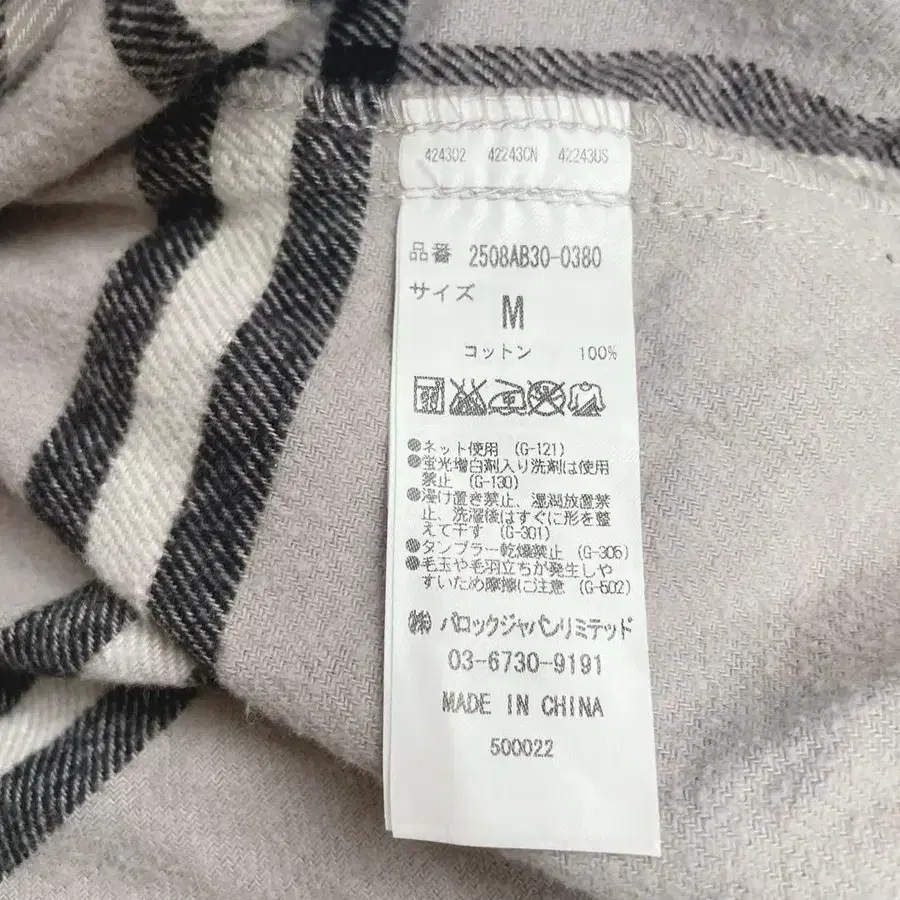 424302 42243CN 42243US
品番 2508AB30-0380
サイズ
M
コットン 100%
●ネット使用 (G-121)
●蛍光増白剤入り洗剤は使用
禁止 (G-130)
●浸け置き禁止、湿潤放置禁
止、洗濯後はすぐに形を整
えて干す (G-301)
●タンブラー乾燥禁止 (G-305)
●毛玉や毛羽立ちが発生しや
すいため摩擦に注意 (G-502)
㈱バロックジャパンリミテッド
03-6730-9191
MADE IN CHINA
500022